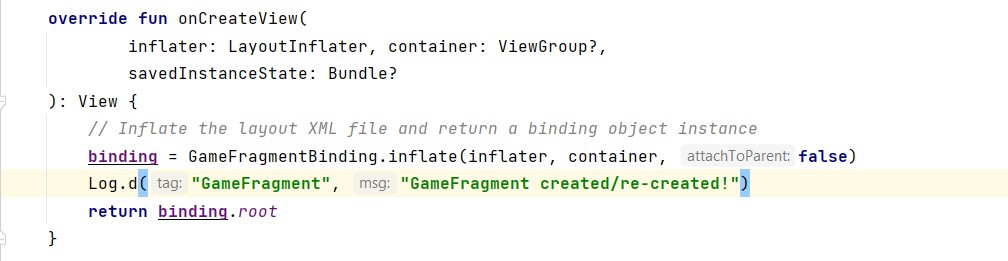 override fun onCreateView(
        inflater: LayoutInflater, container: ViewGroup?,
        savedInstanceState: Bundle?
): View {
    // Inflate the layout XML file and return a binding object instance
    binding = GameFragmentBinding.inflate(inflater, container, attachToParent: false)
    Log.d( tag: "GameFragment", msg: "GameFragment created/re-created!")
    return binding.root
}